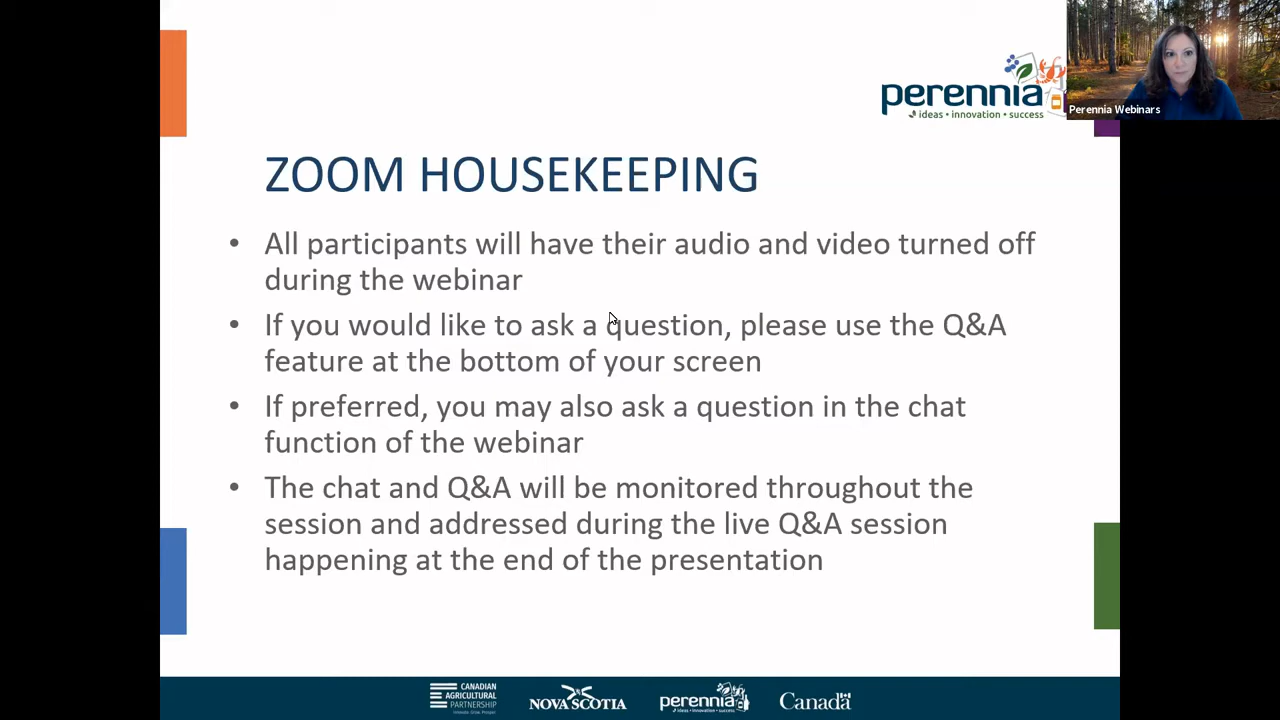 perennia
ideas • innovation • success
Perennia Webinars
ZOOM HOUSEKEEPING
• All participants will have their audio and video turned off
during the webinar
• If you would like to ask a question, please use the Q&A
feature at the bottom of your screen
• If preferred, you may also ask a question in the chat
function of the webinar
• The chat and Q&A will be monitored throughout the
session and addressed during the live Q&A session
happening at the end of the presentation
CANADIAN
AGRICULTURAL
PARTNERSHIP
NOVA SCOTIA
perennia
ideas • innovation • success
Canada